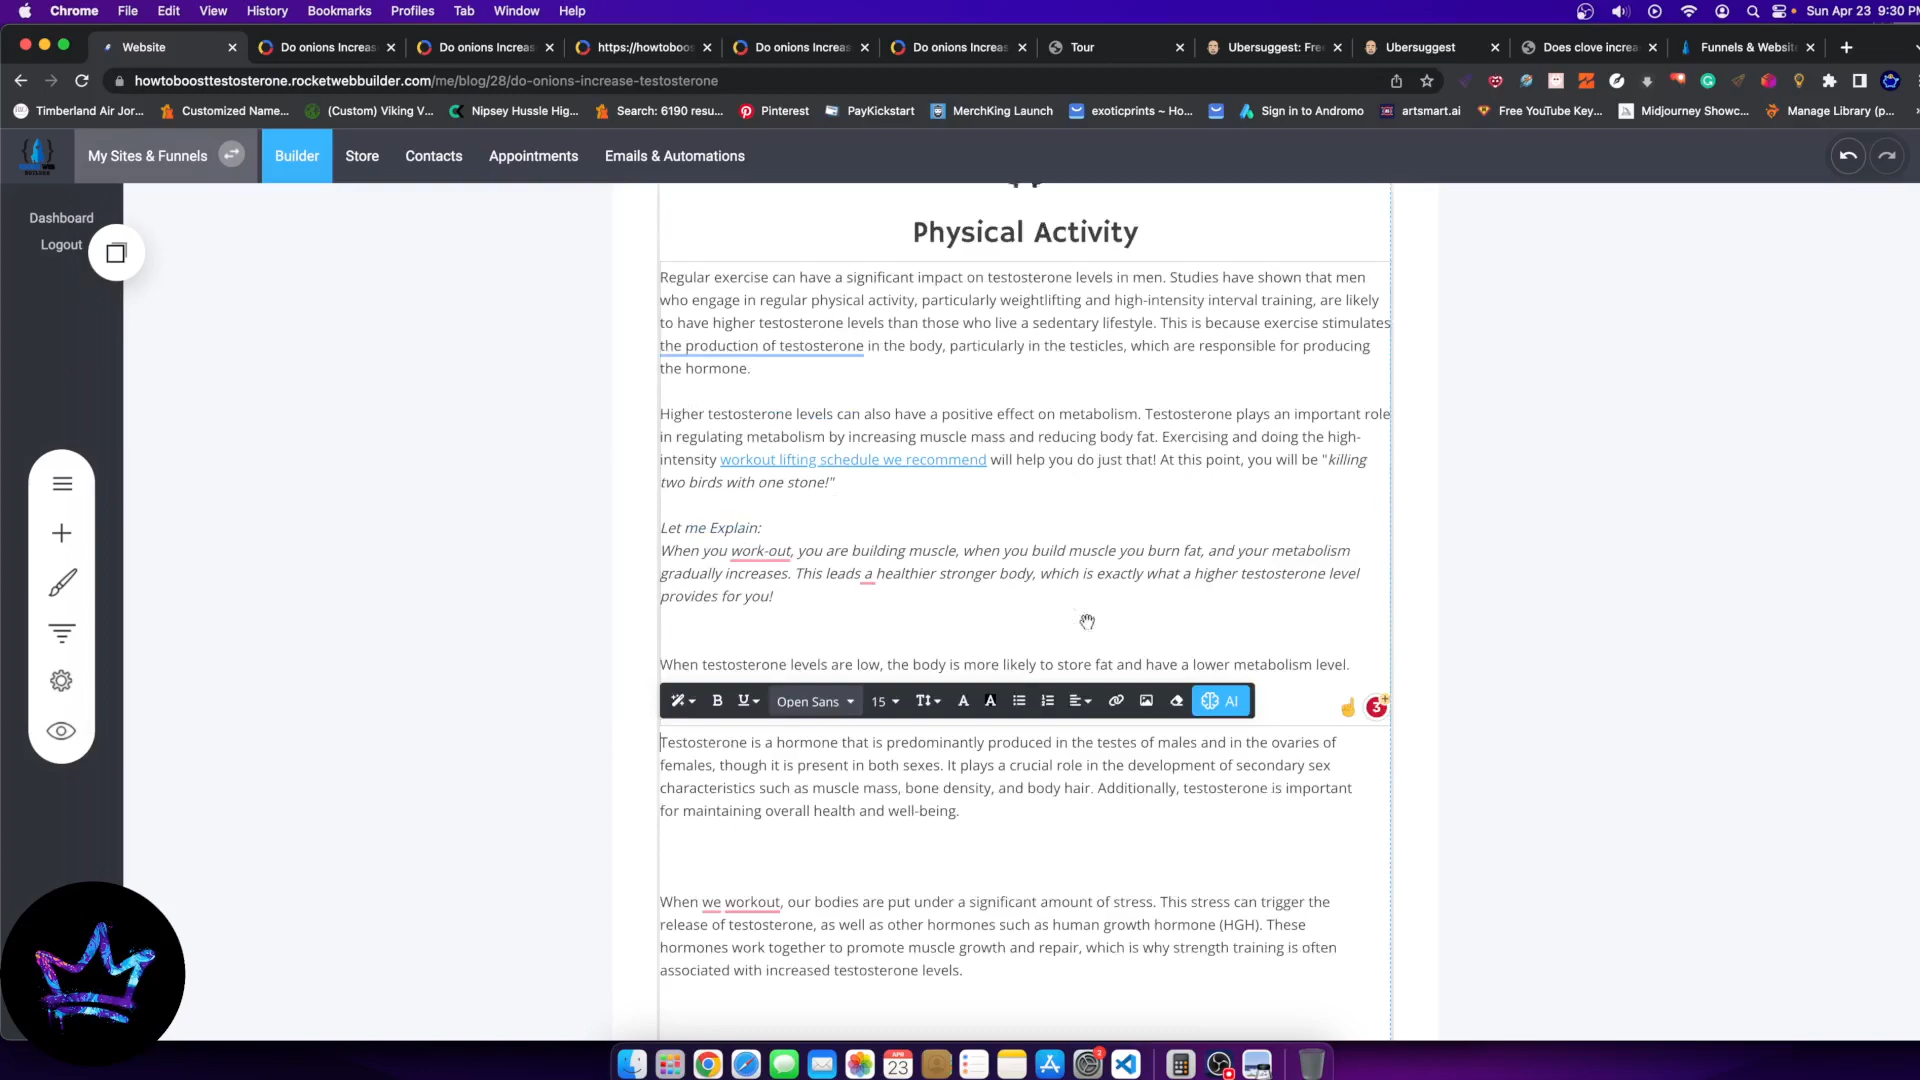 Chrome File Edit View History Bookmarks Profiles Tab Window Help Sun Apr 23 9:30 PM
Website Do onions Increas Do onions Increas https://howtoboos Do onions Increas Do onions Increas Tour Ubersuggest: Fre Ubersuggest Does clove increa Funnels & Websit
howtoboosttestosterone.rocketwebbuilder.com/me/blog/28/do-onions-increase-testosterone
Timberland Air Jor... Customized Name... (Custom) Viking V... Nipsey Hussle Hig... Search: 6190 resu... Pinterest PayKickstart MerchKing Launch exoticprints ~ Ho... Sign in to Andromo artsmart.ai Free YouTube Key... Midjourney Showc... Manage Library (p...
My Sites & Funnels Builder Store Contacts Appointments Emails & Automations
Dashboard
Logout
Physical Activity
Regular exercise can have a significant impact on testosterone levels in men. Studies have shown that men
who engage in regular physical activity, particularly weightlifting and high-intensity interval training, are likely
to have higher testosterone levels than those who live a sedentary lifestyle. This is because exercise stimulates
the production of testosterone in the body, particularly in the testicles, which are responsible for producing
the hormone.
Higher testosterone levels can also have a positive effect on metabolism. Testosterone plays an important role
in regulating metabolism by increasing muscle mass and reducing body fat. Exercising and doing the high-
intensity workout lifting schedule we recommend will help you do just that! At this point, you will be "killing
two birds with one stone!"
Let me Explain:
When you work-out, you are building muscle, when you build muscle you burn fat, and your metabolism
gradually increases. This leads a healthier stronger body, which is exactly what a higher testosterone level
provides for you!
When testosterone levels are low, the body is more likely to store fat and have a lower metabolism level.
B U Open Sans 15 A A AI 3
Testosterone is a hormone that is predominantly produced in the testes of males and in the ovaries of
females, though it is present in both sexes. It plays a crucial role in the development of secondary sex
characteristics such as muscle mass, bone density, and body hair. Additionally, testosterone is important
for maintaining overall health and well-being.
When we workout, our bodies are put under a significant amount of stress. This stress can trigger the
release of testosterone, as well as other hormones such as human growth hormone (HGH). These
hormones work together to promote muscle growth and repair, which is why strength training is often
associated with increased testosterone levels.
APR
23
2